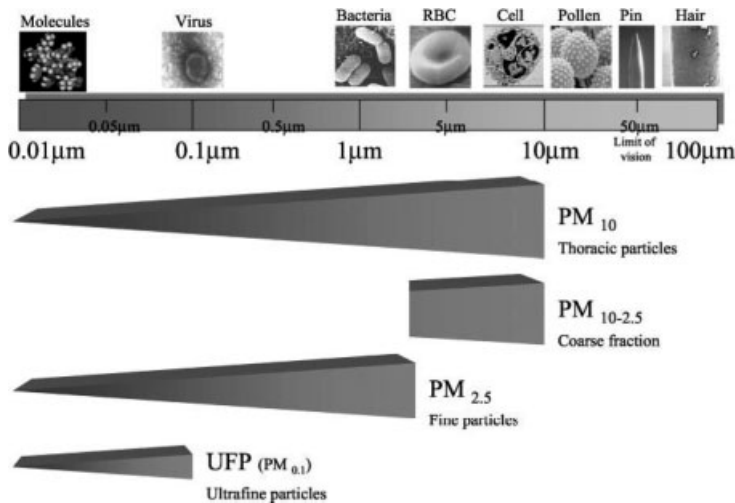 Molecules Virus Bacteria RBC Cell Pollen Pin Hair
0.05μm 0.5μm 5μm 50μm
0.01μm 0.1μm 1μm 10μm Limit of 100μm
vision
PM 10
Thoracic particles
PM 10-2.5
Coarse fraction
PM 2.5
Fine particles
UFP (PM 0.1)
Ultrafine particles